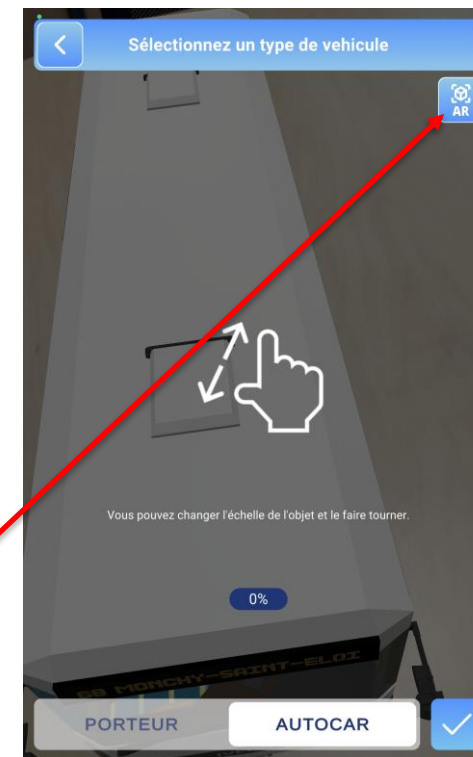 Sélectionnez un type de vehicule
AR
Vous pouvez changer l'échelle de l'objet et le faire tourner.
0%
68 MONCHY-SAINT-ELOI
PORTEUR
AUTOCAR